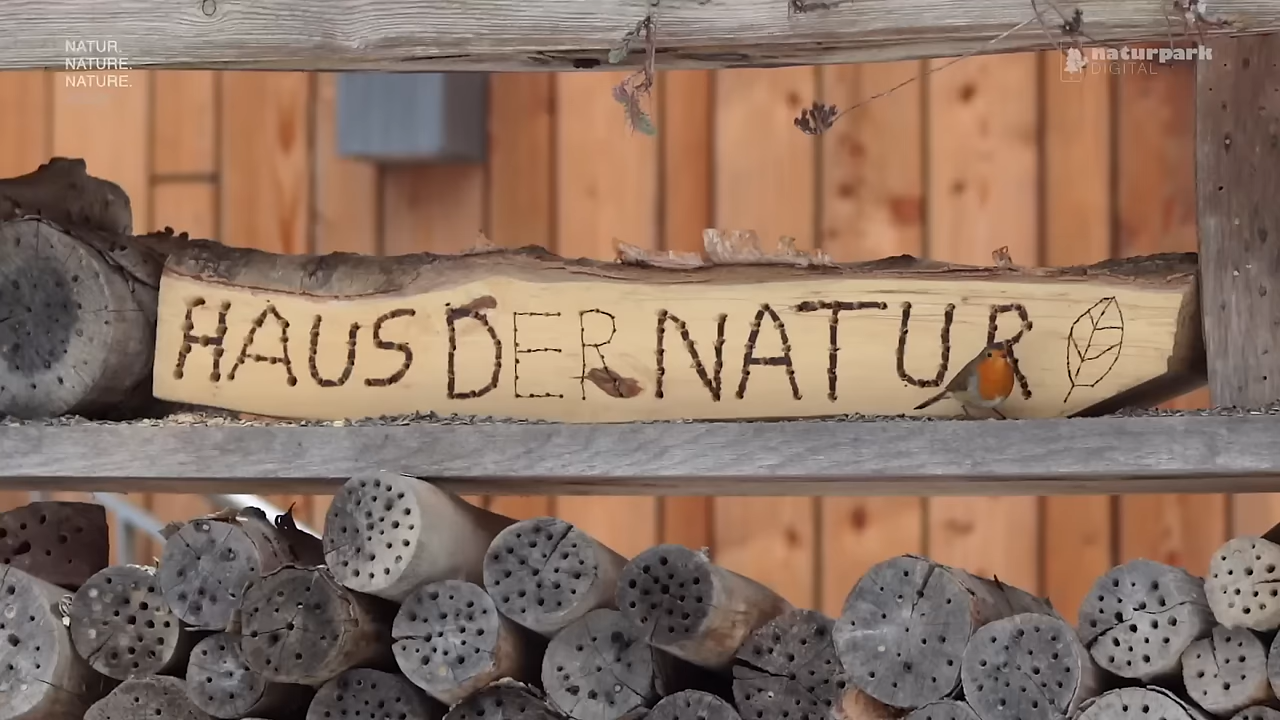 NATUR.
NATURE.
NATURE.
naturpark
DIGITAL
HAUS DER NATUR